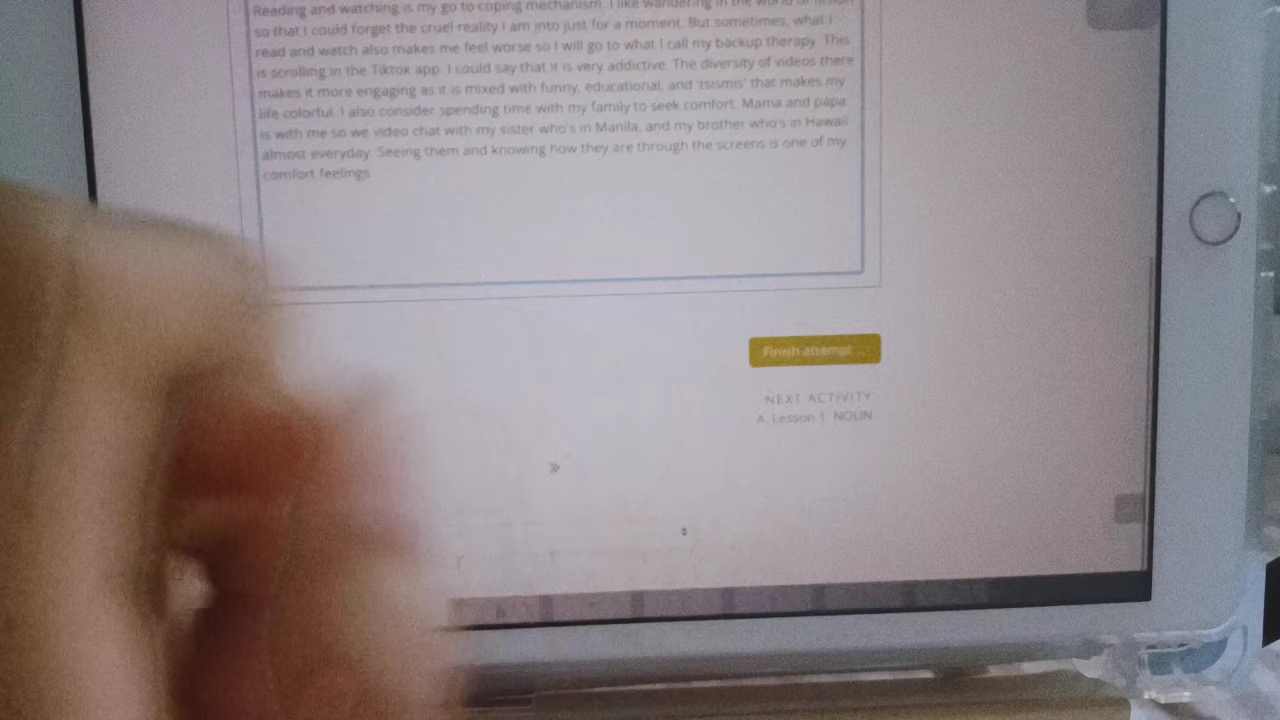 Reading and watching is my go to coping mechanism. I like wandering in the world of fiction
so that I could forget the cruel reality I am into just for a moment. But sometimes, what I
read and watch also makes me feel worse so I will go to what I call my backup therapy. This
is scrolling in the Tiktok app. I could say that it is very addictive. The diversity of videos there
makes it more engaging as it is mixed with funny, educational, and 'tsismis' that makes my
life colorful. I also consider spending time with my family to seek comfort. Mama and papa
is with me so we video chat with my sister who's in Manila, and my brother who's in Hawaii
almost everyday. Seeing them and knowing how they are through the screens is one of my
comfort feelings
Finish attempt ...
NEXT ACTIVITY
A. Lesson 1 NOUN